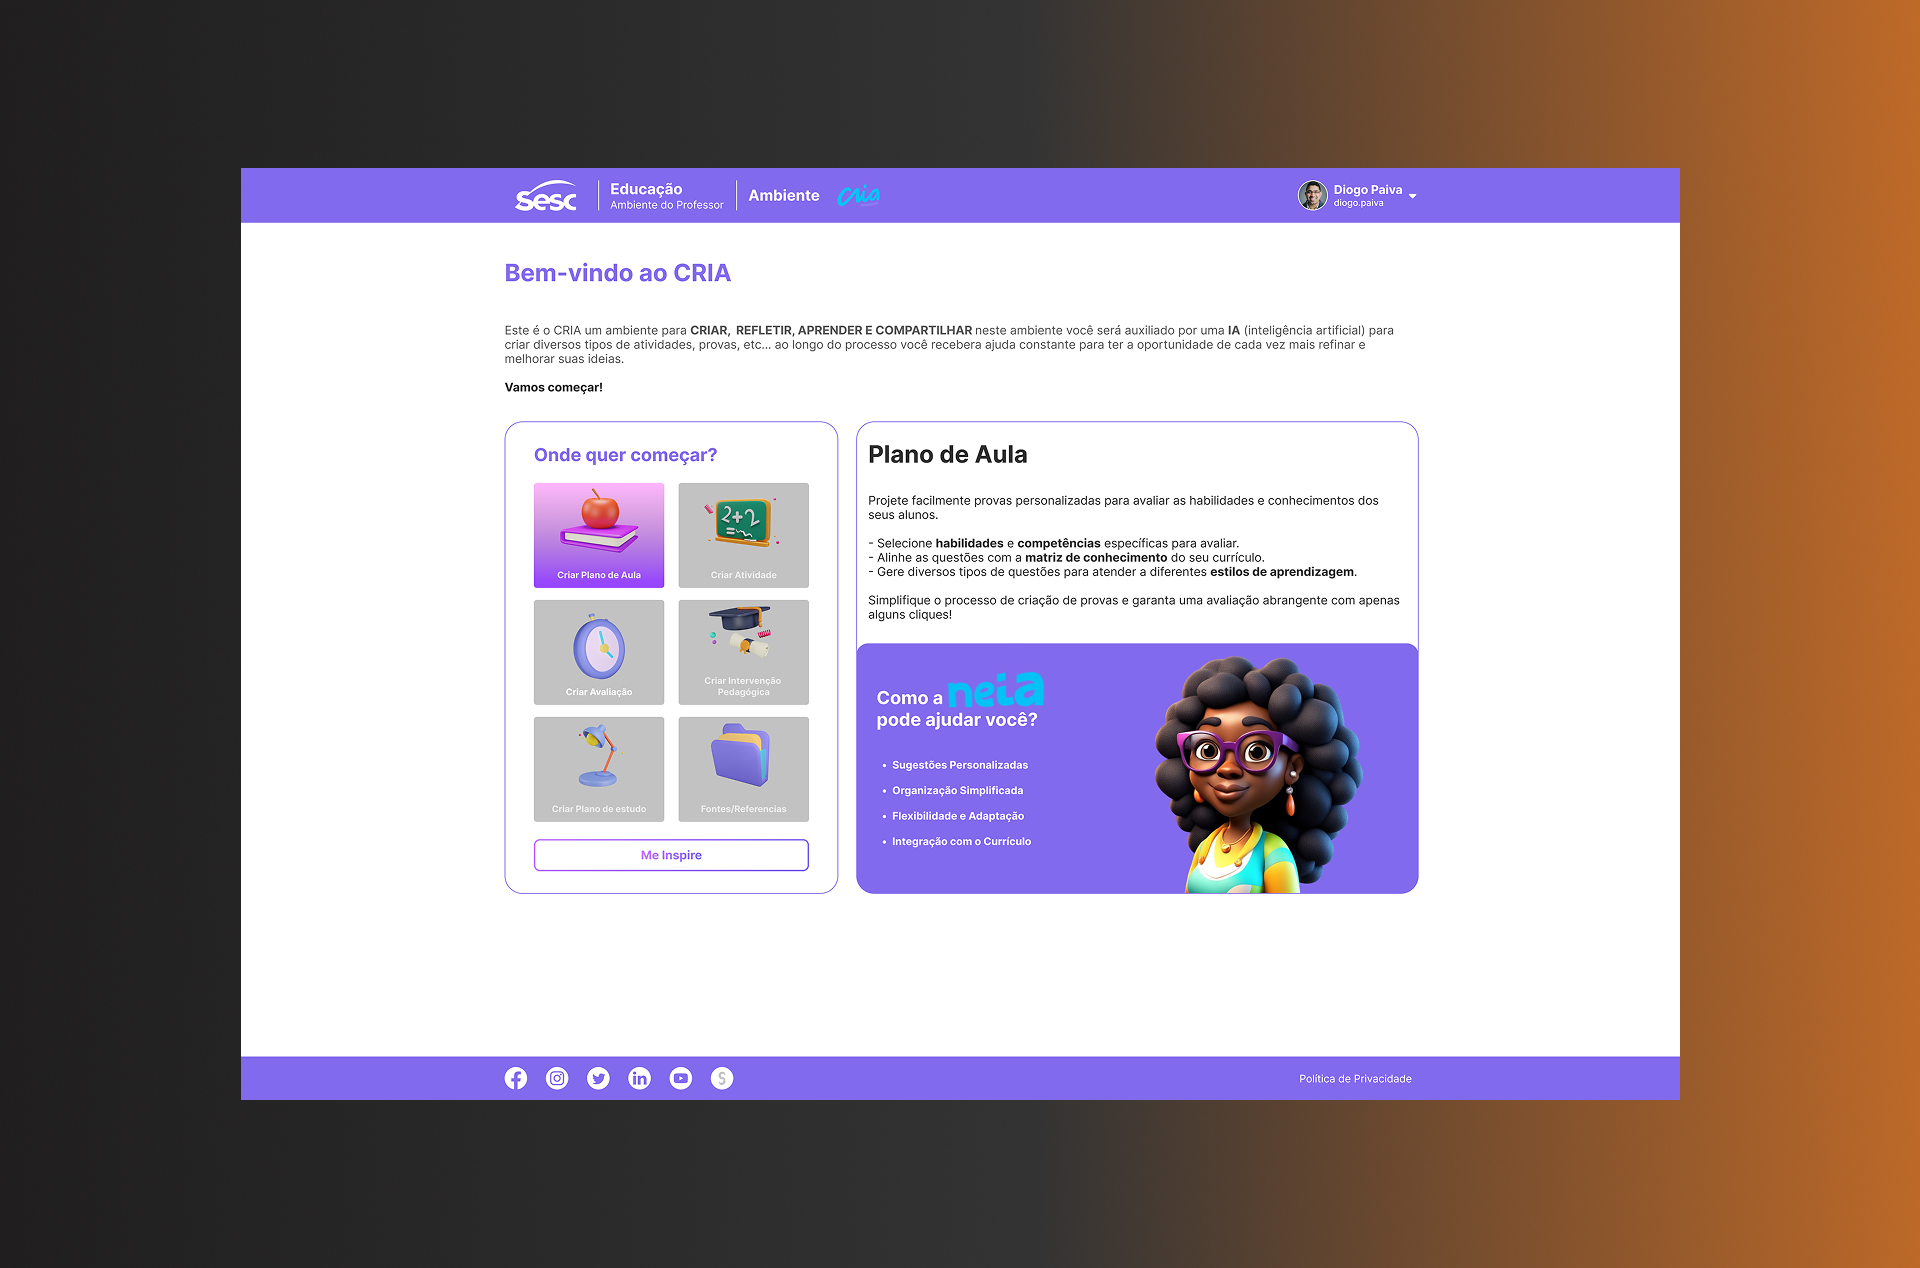 Sesc
Educação
Ambiente do Professor
Ambiente
cria
Diogo Paiva
diogo.paiva
Bem-vindo ao CRIA
Este é o CRIA um ambiente para CRIAR, REFLETIR, APRENDER E COMPARTILHAR neste ambiente você será auxiliado por uma IA (inteligência artificial) para
criar diversos tipos de atividades, provas, etc... ao longo do processo você recebera ajuda constante para ter a oportunidade de cada vez mais refinar e
melhorar suas ideias.
Vamos começar!
Onde quer começar?
Criar Plano de Aula
2+2
=
Criar Atividade
Criar Avaliação
Criar Intervenção
Pedagógica
Criar Plano de estudo
Fontes/Referencias
Me Inspire
Plano de Aula
Projete facilmente provas personalizadas para avaliar as habilidades e conhecimentos dos
seus alunos.
- Selecione habilidades e competências específicas para avaliar.
- Alinhe as questões com a matriz de conhecimento do seu currículo.
- Gere diversos tipos de questões para atender a diferentes estilos de aprendizagem.
Simplifique o processo de criação de provas e garanta uma avaliação abrangente com apenas
alguns cliques!
Como a neia
pode ajudar você?
• Sugestões Personalizadas
• Organização Simplificada
• Flexibilidade e Adaptação
• Integração com o Currículo
in
S
Política de Privacidade